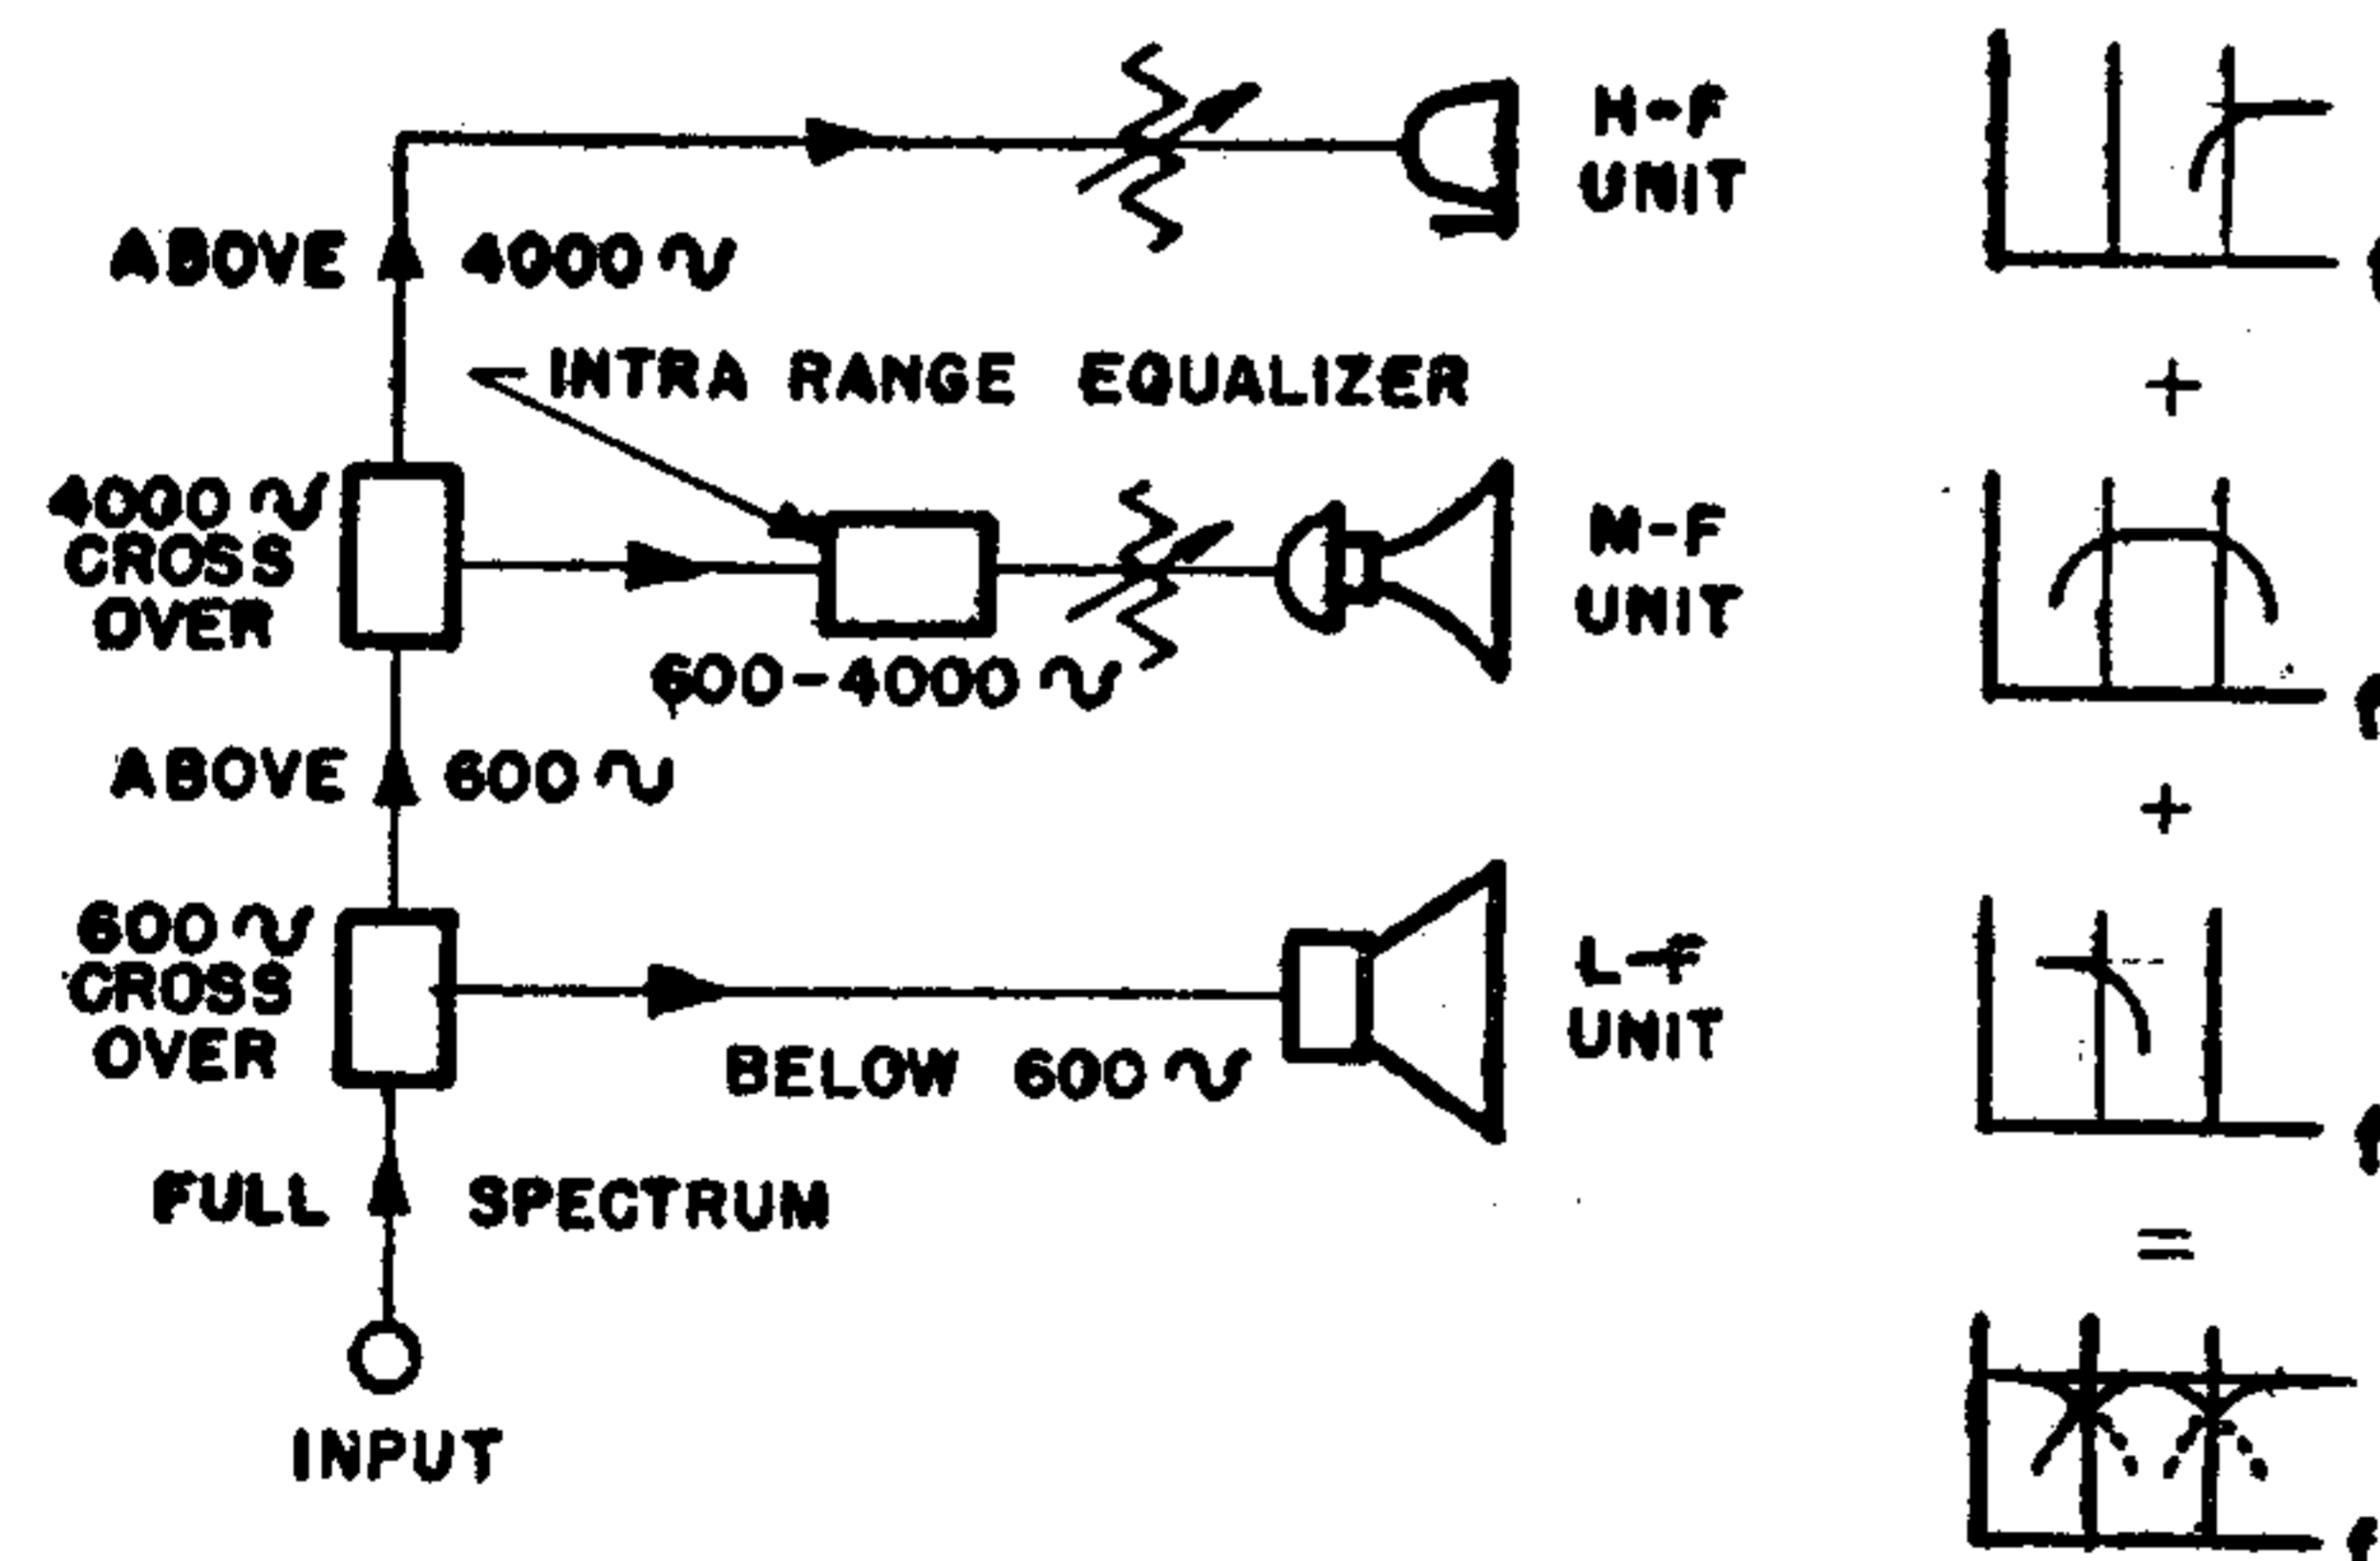 H-F
UNIT
ABOVE 4000 ~
INTRA RANGE EQUALIZER
4000 ~
CROSS
OVER
M-F
UNIT
600-4000 ~
ABOVE 600 ~
600 ~
CROSS
OVER
L-F
UNIT
BELOW 600 ~
FULL SPECTRUM
INPUT
+
+
=